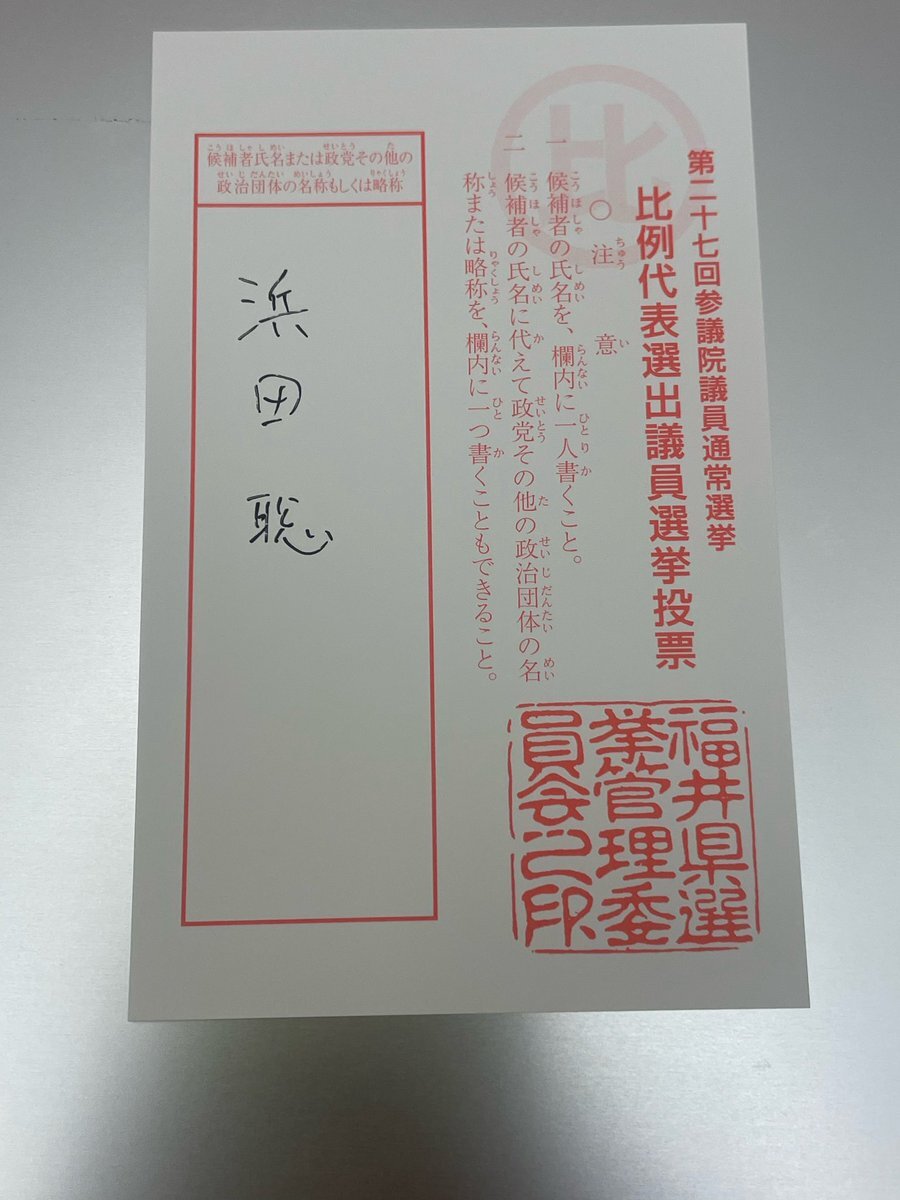 第二十七回参議院議員通常選挙
比例代表選出議員選挙投票
比
〇注意
一 候補者の氏名を、欄内に一人書くこと。
二 候補者の氏名に代えて政党その他の政治団体の名
称または略称を、欄内に一つ書くこともできること。
福井県選
挙管理委
員会之印
候補者氏名または政党その他の
政治団体の名称もしくは略称
浜田聡